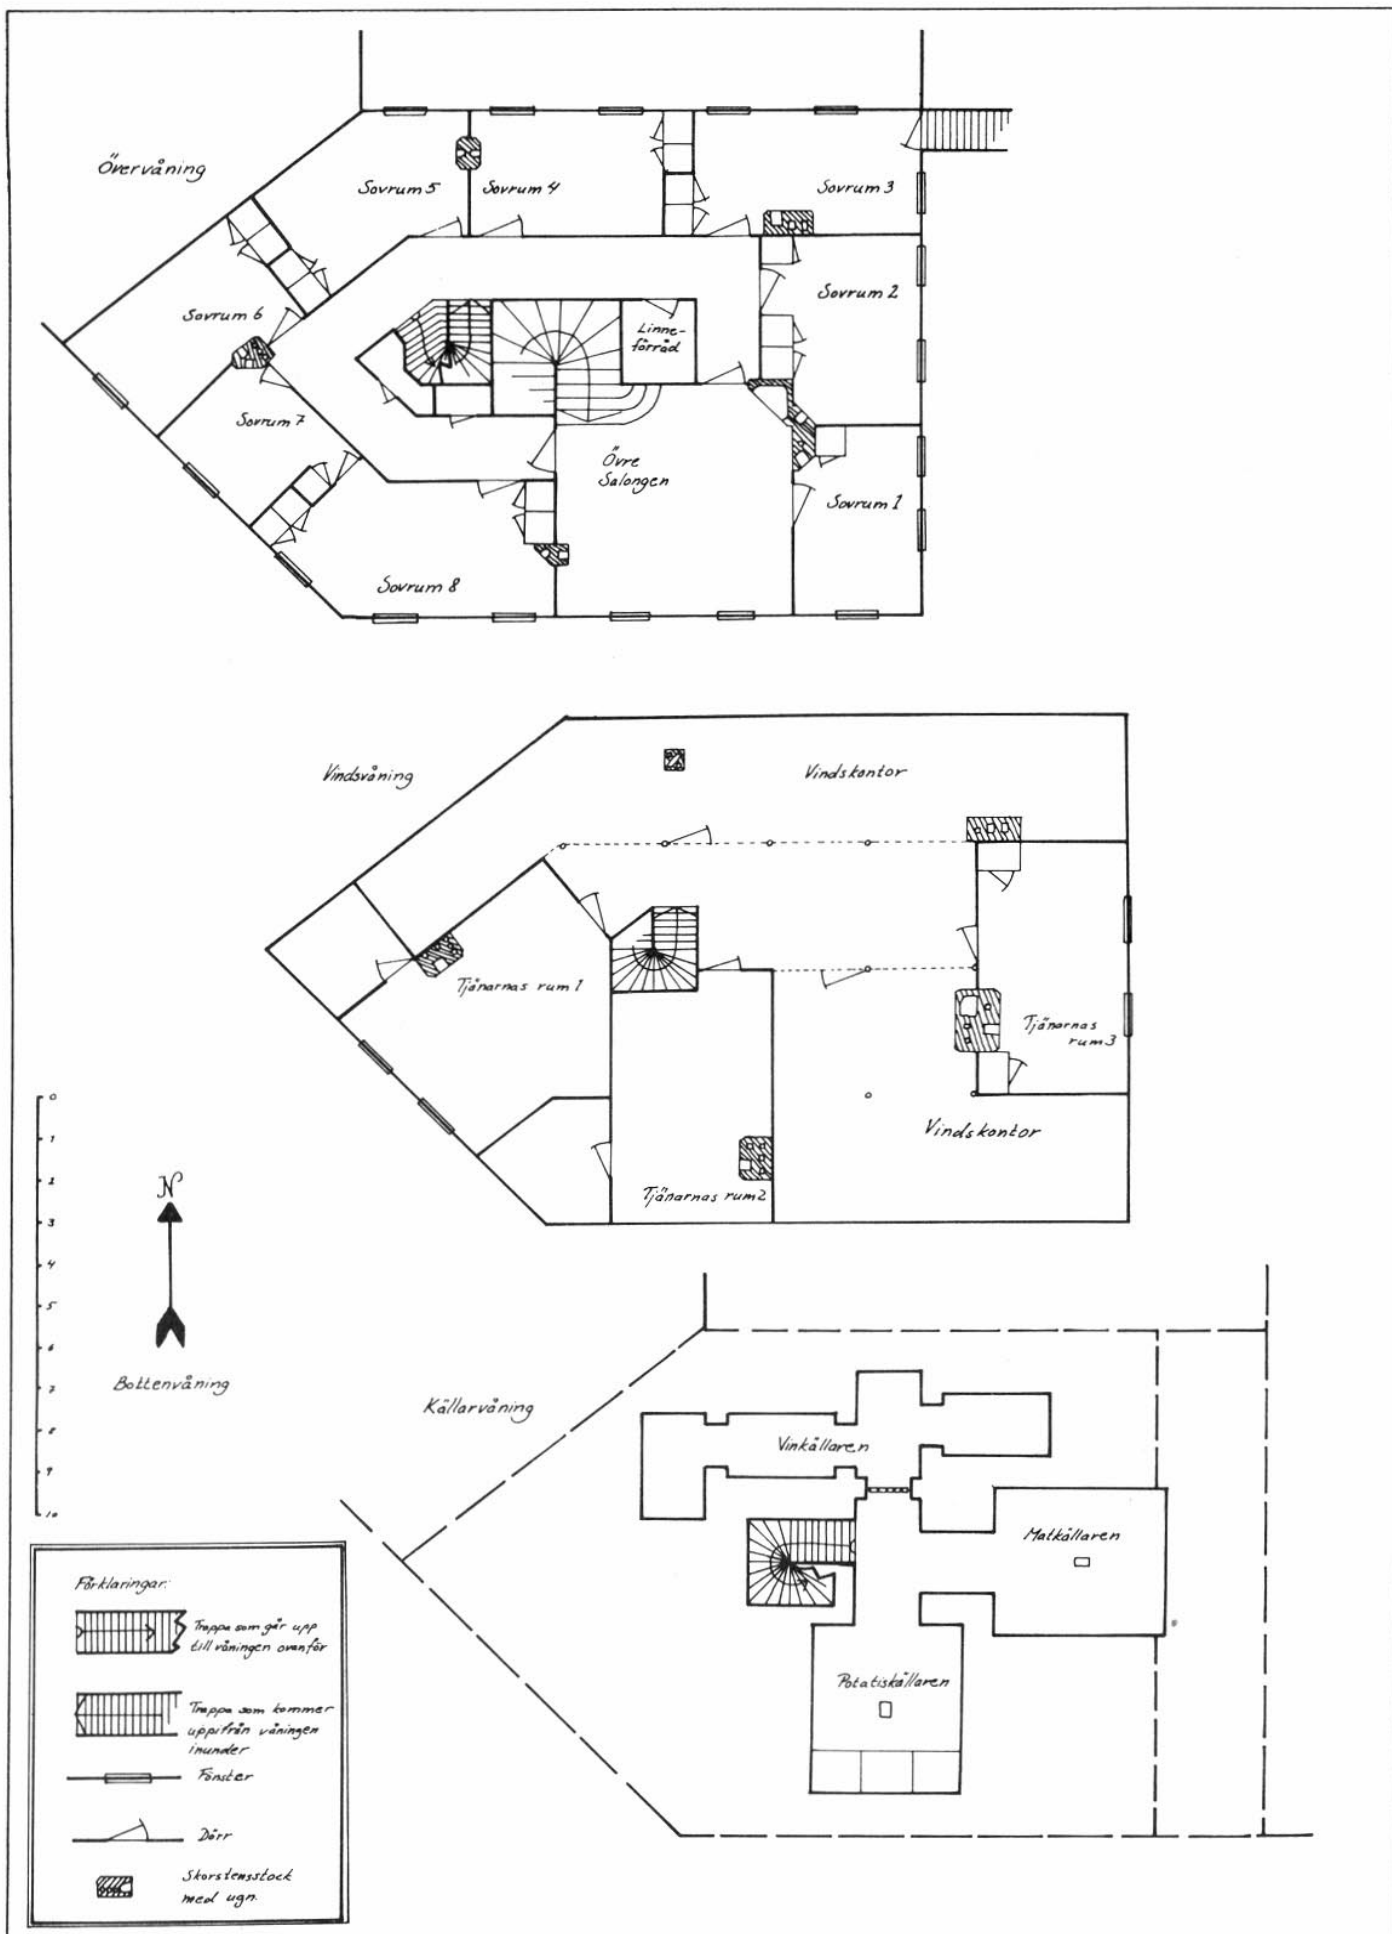 Övervåning
Sovrum 5
Sovrum 4
Sovrum 3
Sovrum 6
Sovrum 2
Linne-
förråd
Sovrum 7
Övre
Salongen
Sovrum 1
Sovrum 8
Vindsvåning
Vindskontor
Tjänarnas rum 1
Tjänarnas
rum 3
Vindskontor
Tjänarnas rum 2
0
1
2
3
4
5
6
7
8
9
10
N
Bottenvåning
Källarvåning
Vinkällaren
Matkällaren
Potatiskällaren
Förklaringar:
Trappa som går upp
till våningen ovanför
Trappa som kommer
uppifrån våningen
inunder
Fönster
Dörr
Skorstensstock
med ugn.